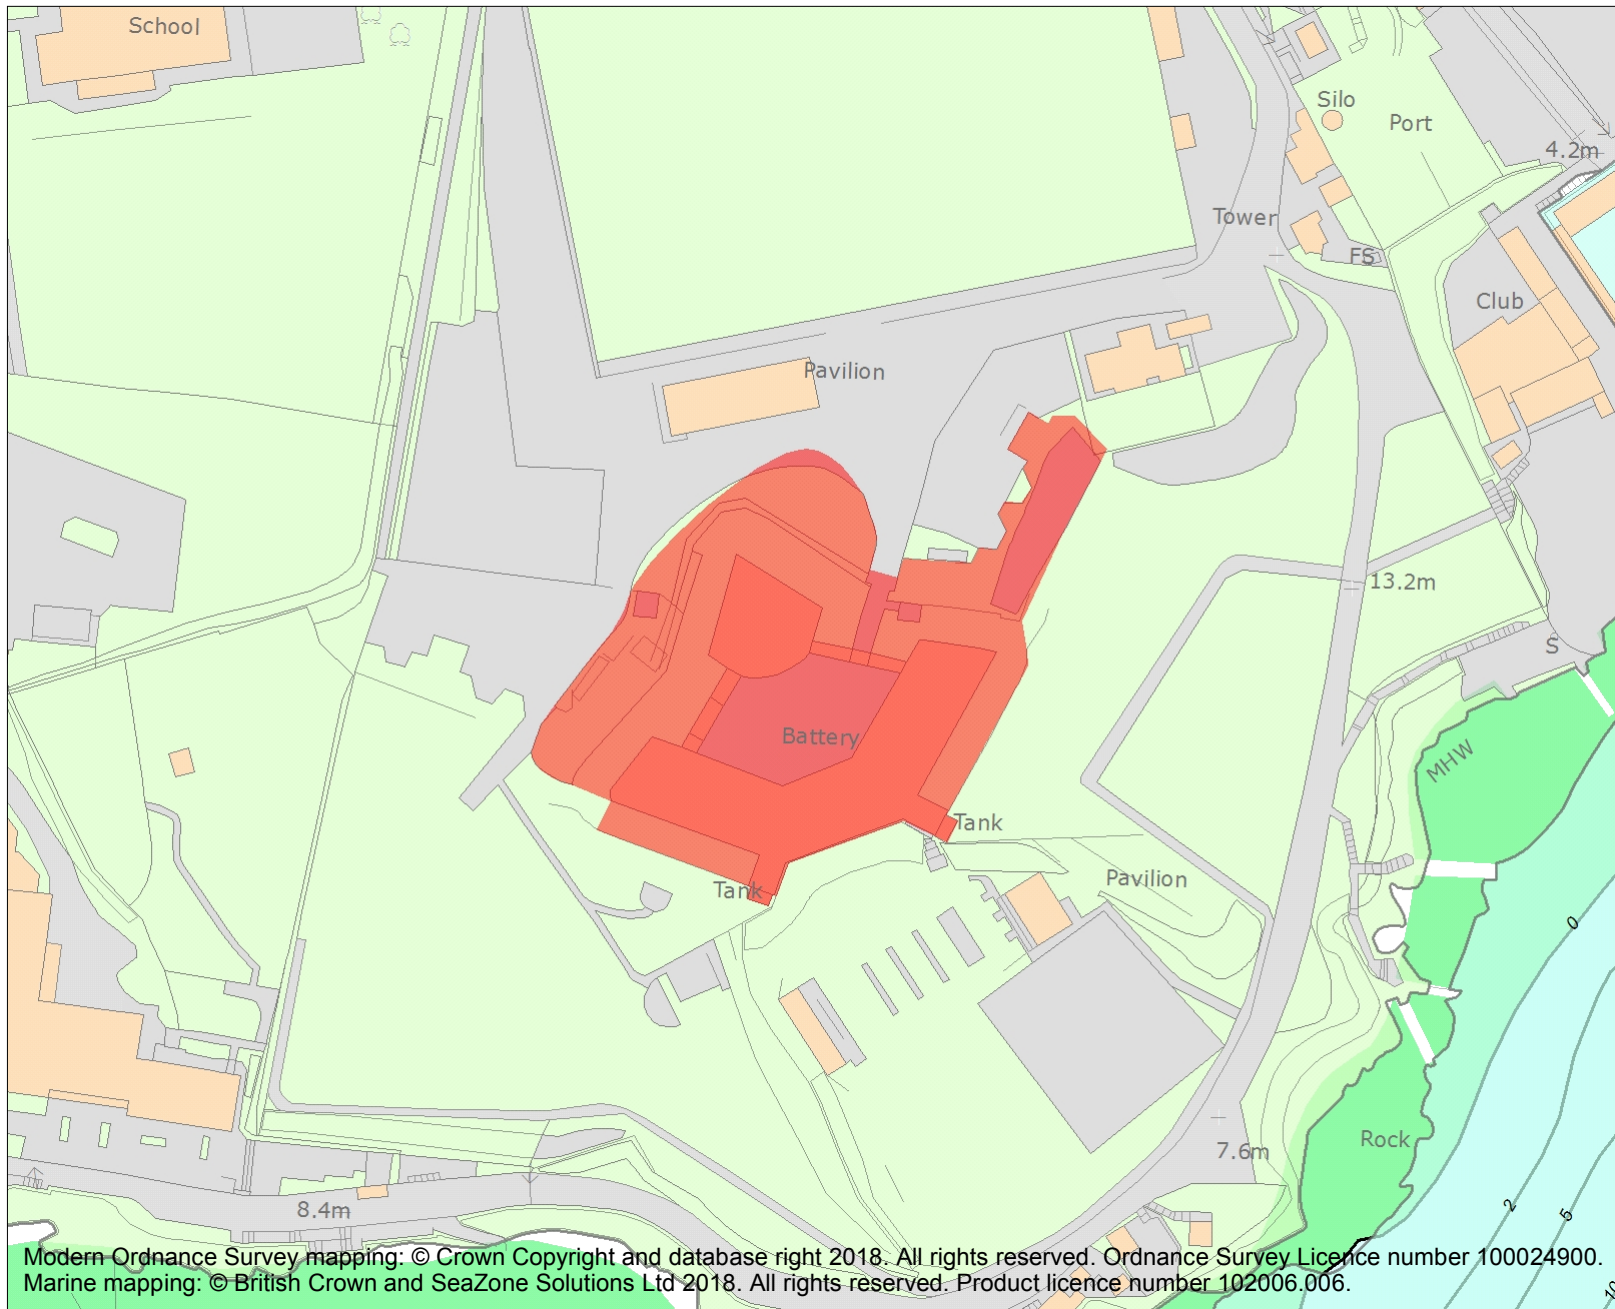 School
Silo
Port
4.2m
Tower
FS
Club
Pavilion
13.2m
S
Battery
MHW
Tank
Pavilion
Tank
0
Rock
7.6m
2
5
8.4m
Modern Ordnance Survey mapping: © Crown Copyright and database right 2018. All rights reserved. Ordnance Survey Licence number 100024900.
Marine mapping: © British Crown and SeaZone Solutions Ltd 2018. All rights reserved. Product licence number 102006.006.